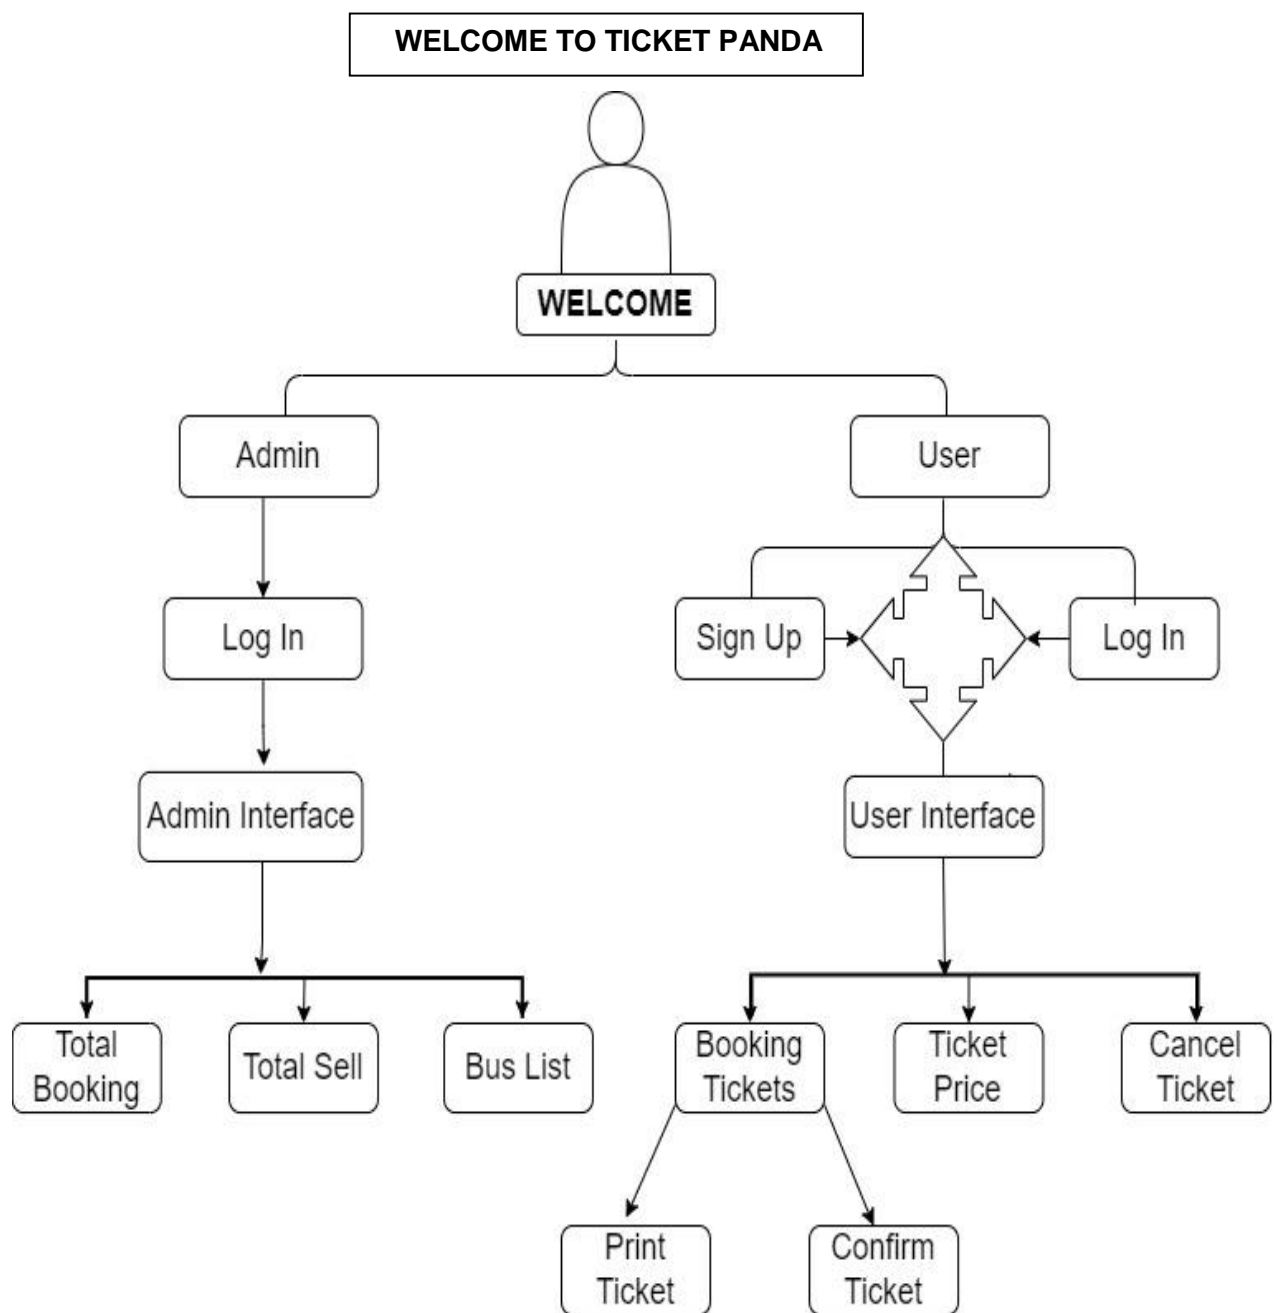 WELCOME TO TICKET PANDA
WELCOME
Admin
User
Log In
Sign Up
Log In
Admin Interface
User Interface
Total
Booking
Total Sell
Bus List
Booking
Tickets
Ticket
Price
Cancel
Ticket
Print
Ticket
Confirm
Ticket